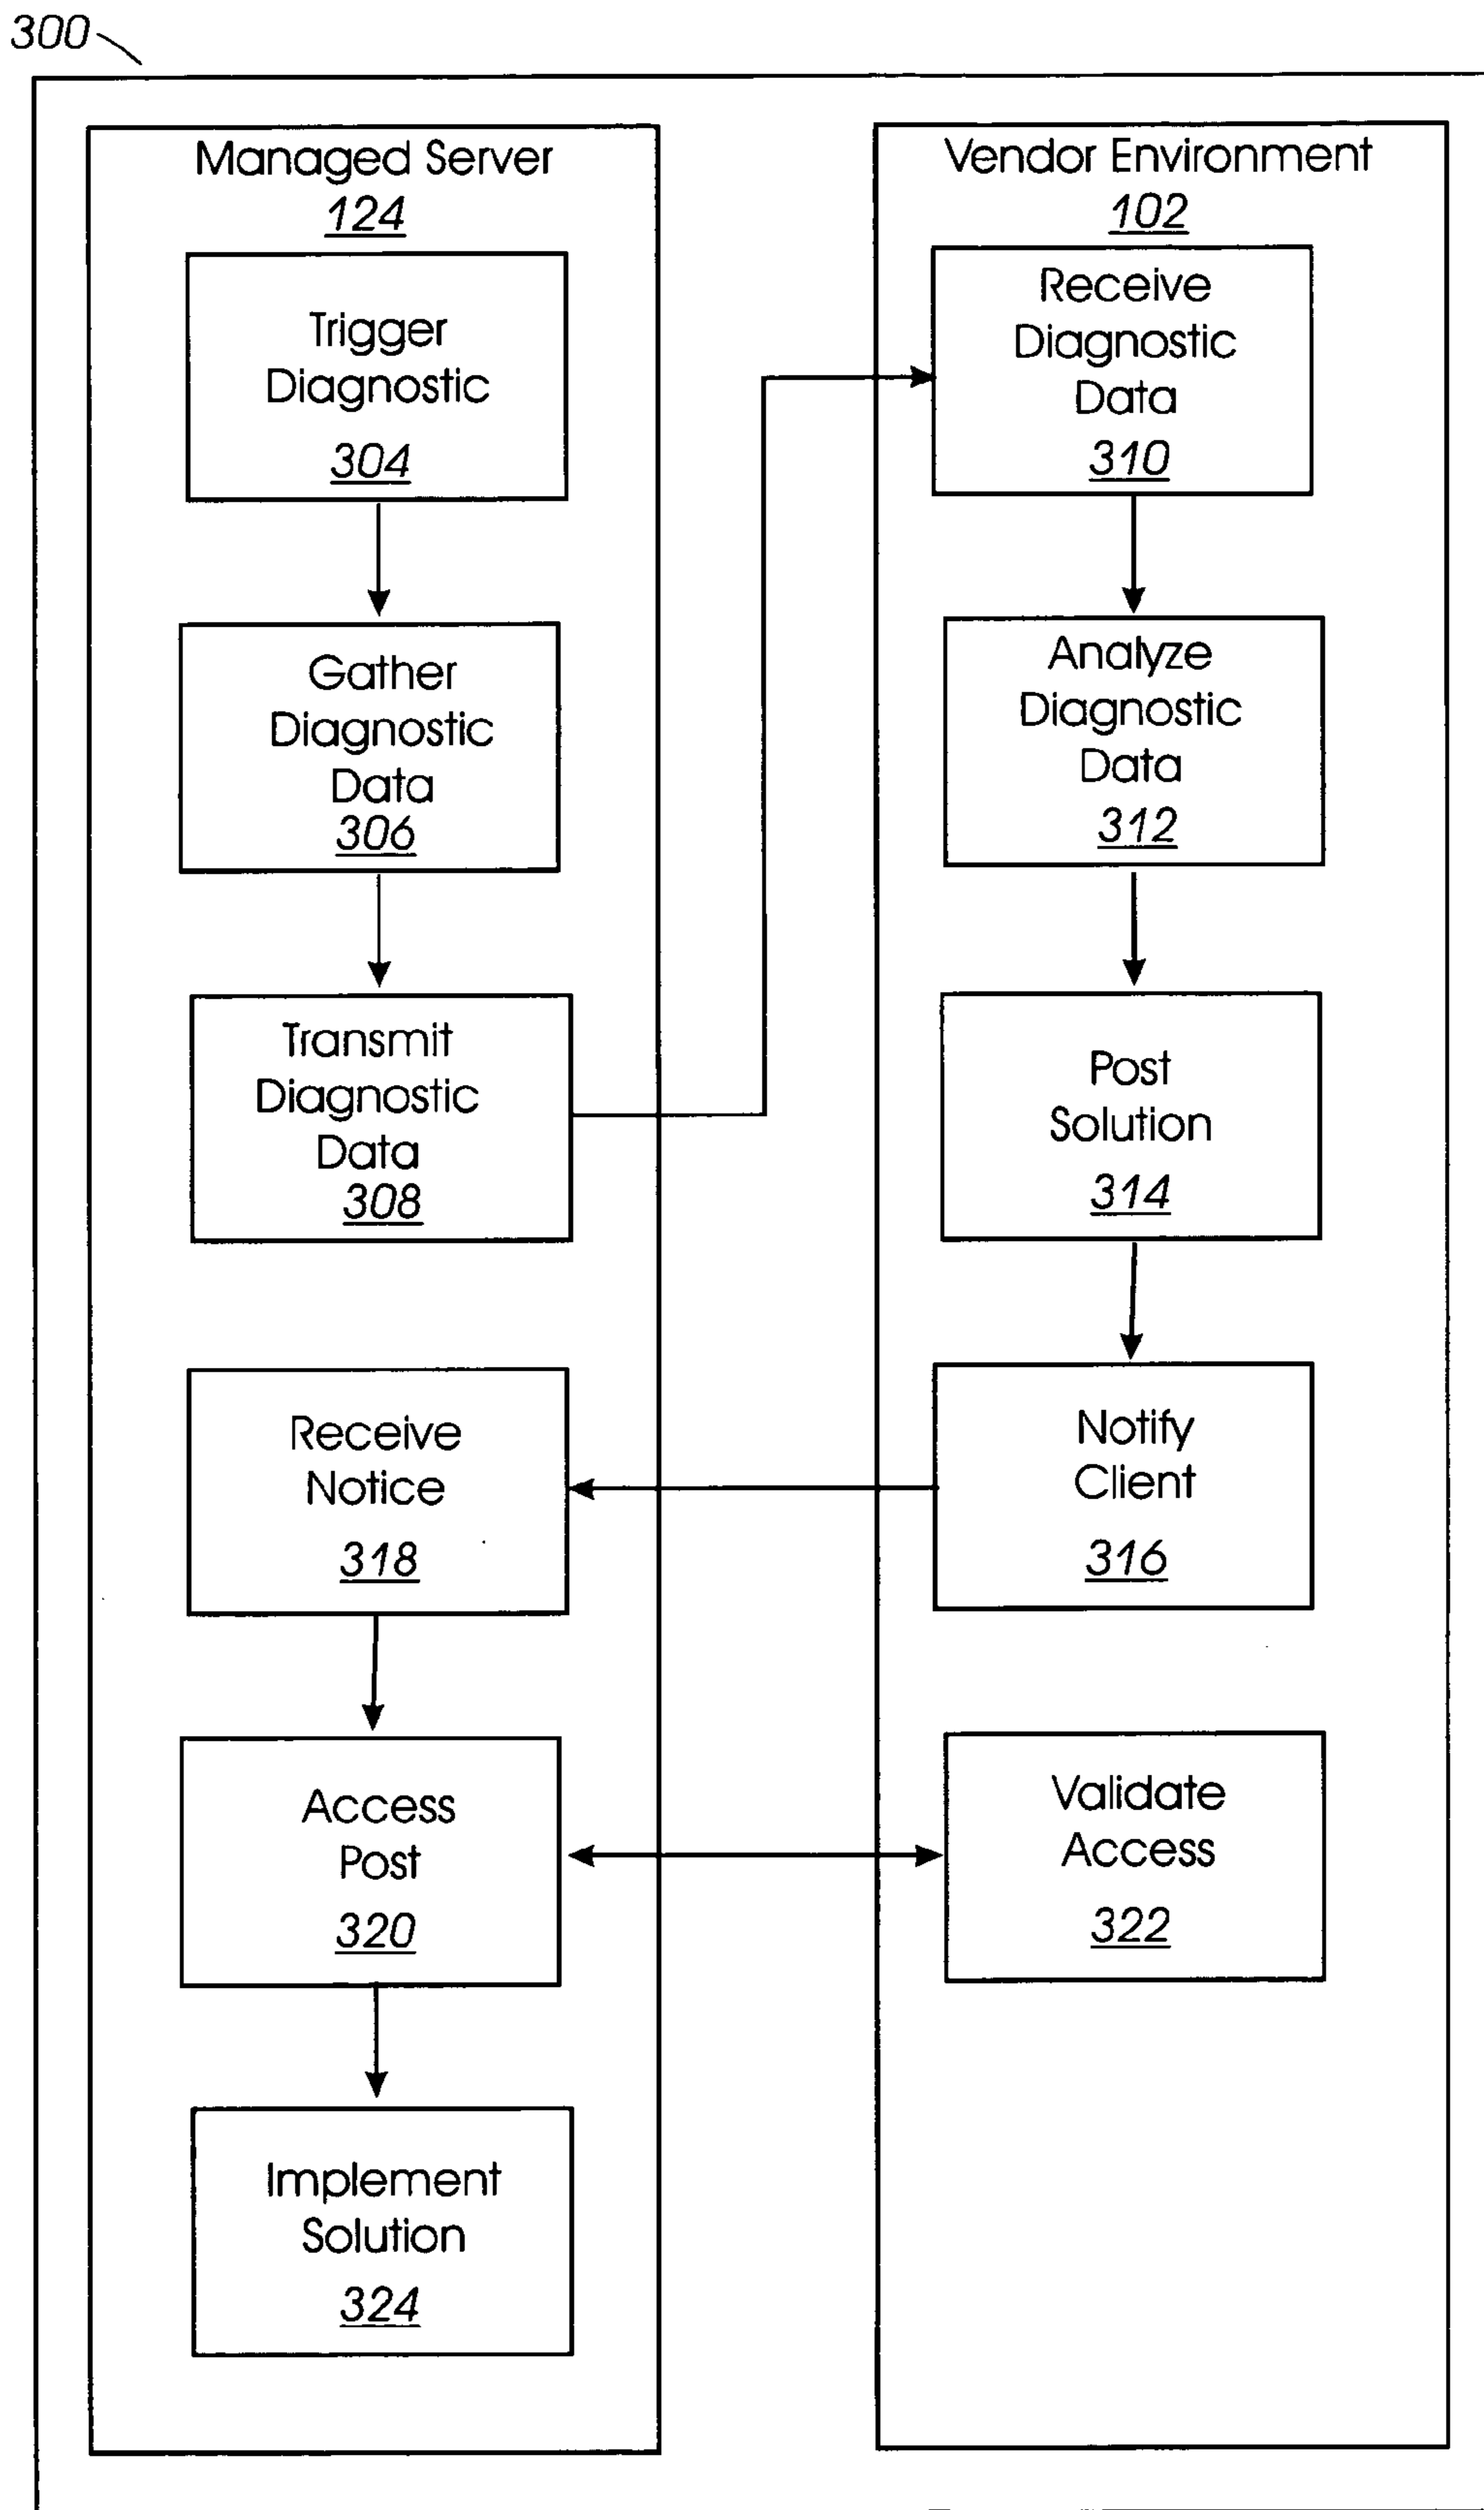 300
Managed Server
124
Trigger
Diagnostic
304
Gather
Diagnostic
Data
306
Transmit
Diagnostic
Data
308
Receive
Notice
318
Access
Post
320
Implement
Solution
324
Vendor Environment
102
Receive
Diagnostic
Data
310
Analyze
Diagnostic
Data
312
Post
Solution
314
Notify
Client
316
Validate
Access
322